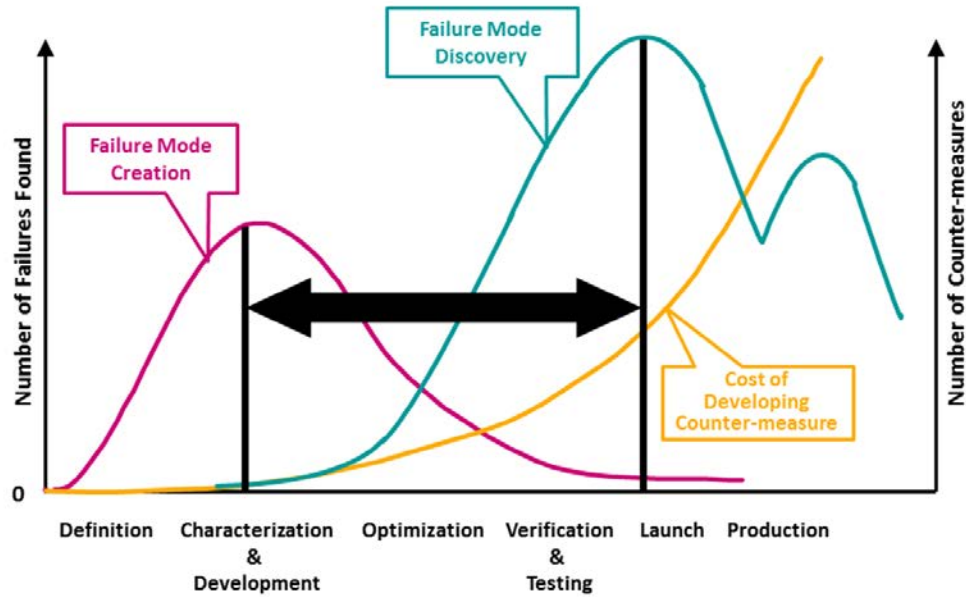 Failure Mode
Discovery
Failure Mode
Creation
Number of Failures Found
Number of Counter-measures
Cost of
Developing
Counter-measure
0
Definition
Characterization
&
Development
Optimization
Verification
&
Testing
Launch
Production